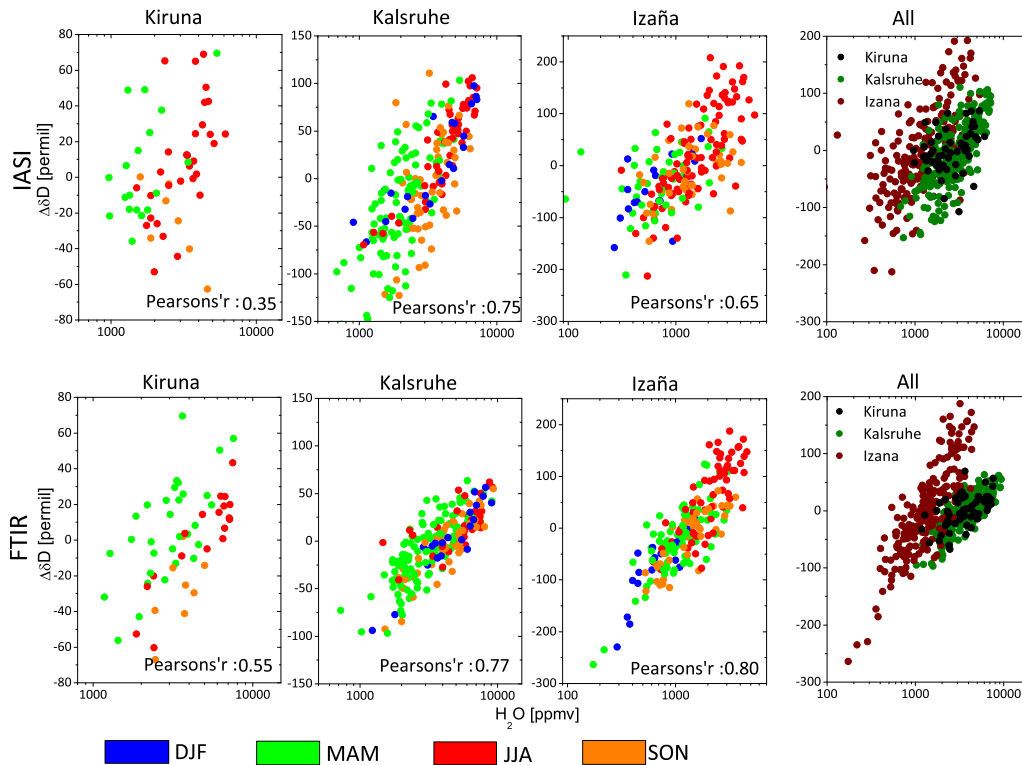 Kiruna Kalsruhe Izaña All
IASI
ΔδD [permil]
80
60
40
20
0
-20
-40
-60
-80
1000 10000
Pearsons'r : 0.35
150
100
50
0
-50
-100
-150
1000 10000
Pearsons'r : 0.75
300
200
100
0
-100
-200
-300
100 1000
Pearsons'r : 0.65
200
100
0
-100
-200
-300
100 1000 10000
Kiruna
Kalsruhe
Izana
Kiruna Kalsruhe Izaña All
FTIR
ΔδD [permil]
80
60
40
20
0
-20
-40
-60
-80
1000 10000
Pearsons'r : 0.55
150
100
50
0
-50
-100
-150
1000 10000
Pearsons'r : 0.77
200
100
0
-100
-200
-300
100 1000
Pearsons'r : 0.80
200
100
0
-100
-200
-300
100 1000 10000
Kiruna
Kalsruhe
Izana
H2O [ppmv]
DJF MAM JJA SON